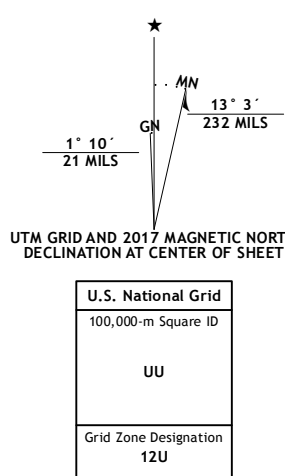 MN
13° 3´
232 MILS
GN
1° 10´
21 MILS
UTM GRID AND 2017 MAGNETIC NORT
DECLINATION AT CENTER OF SHEET
U.S. National Grid
100,000-m Square ID
UU
Grid Zone Designation
12U